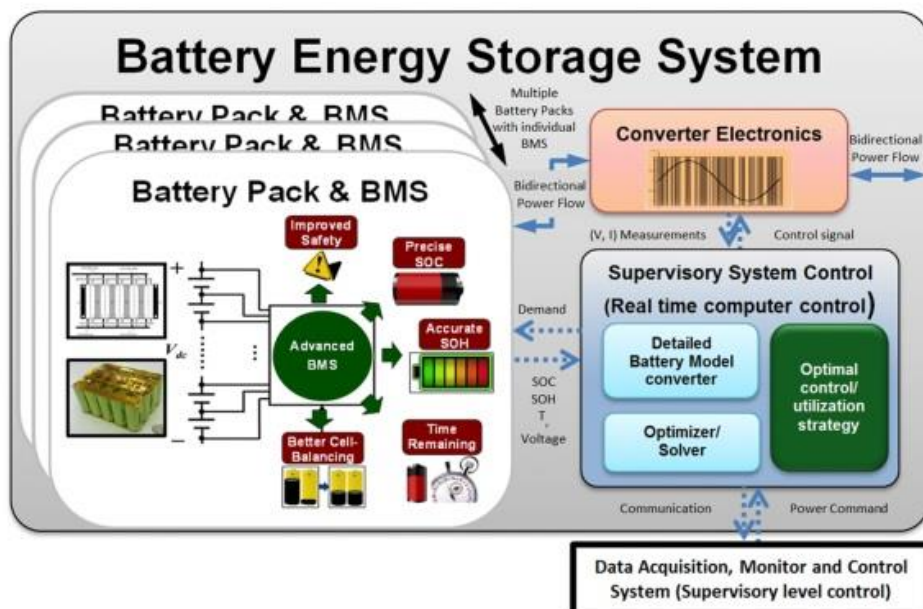 Battery Energy Storage System
Battery Pack & BMS
Battery Pack & BMS
Battery Pack & BMS
Multiple
Battery Packs
with individual
BMS
Bidirectional
Power Flow
Converter Electronics
Bidirectional
Power Flow
(V, I) Measurements
Control signal
Improved
Safety
Precise
SOC
Accurate
SOH
Advanced
BMS
Better Cell-
Balancing
Time
Remaining
+
Vdc
−
Demand
SOC
SOH
T ,
Voltage
Supervisory System Control
(Real time computer control)
Detailed
Battery Model
converter
Optimizer/
Solver
Optimal
control/
utilization
strategy
Communication
Power Command
Data Acquisition, Monitor and Control
System (Supervisory level control)